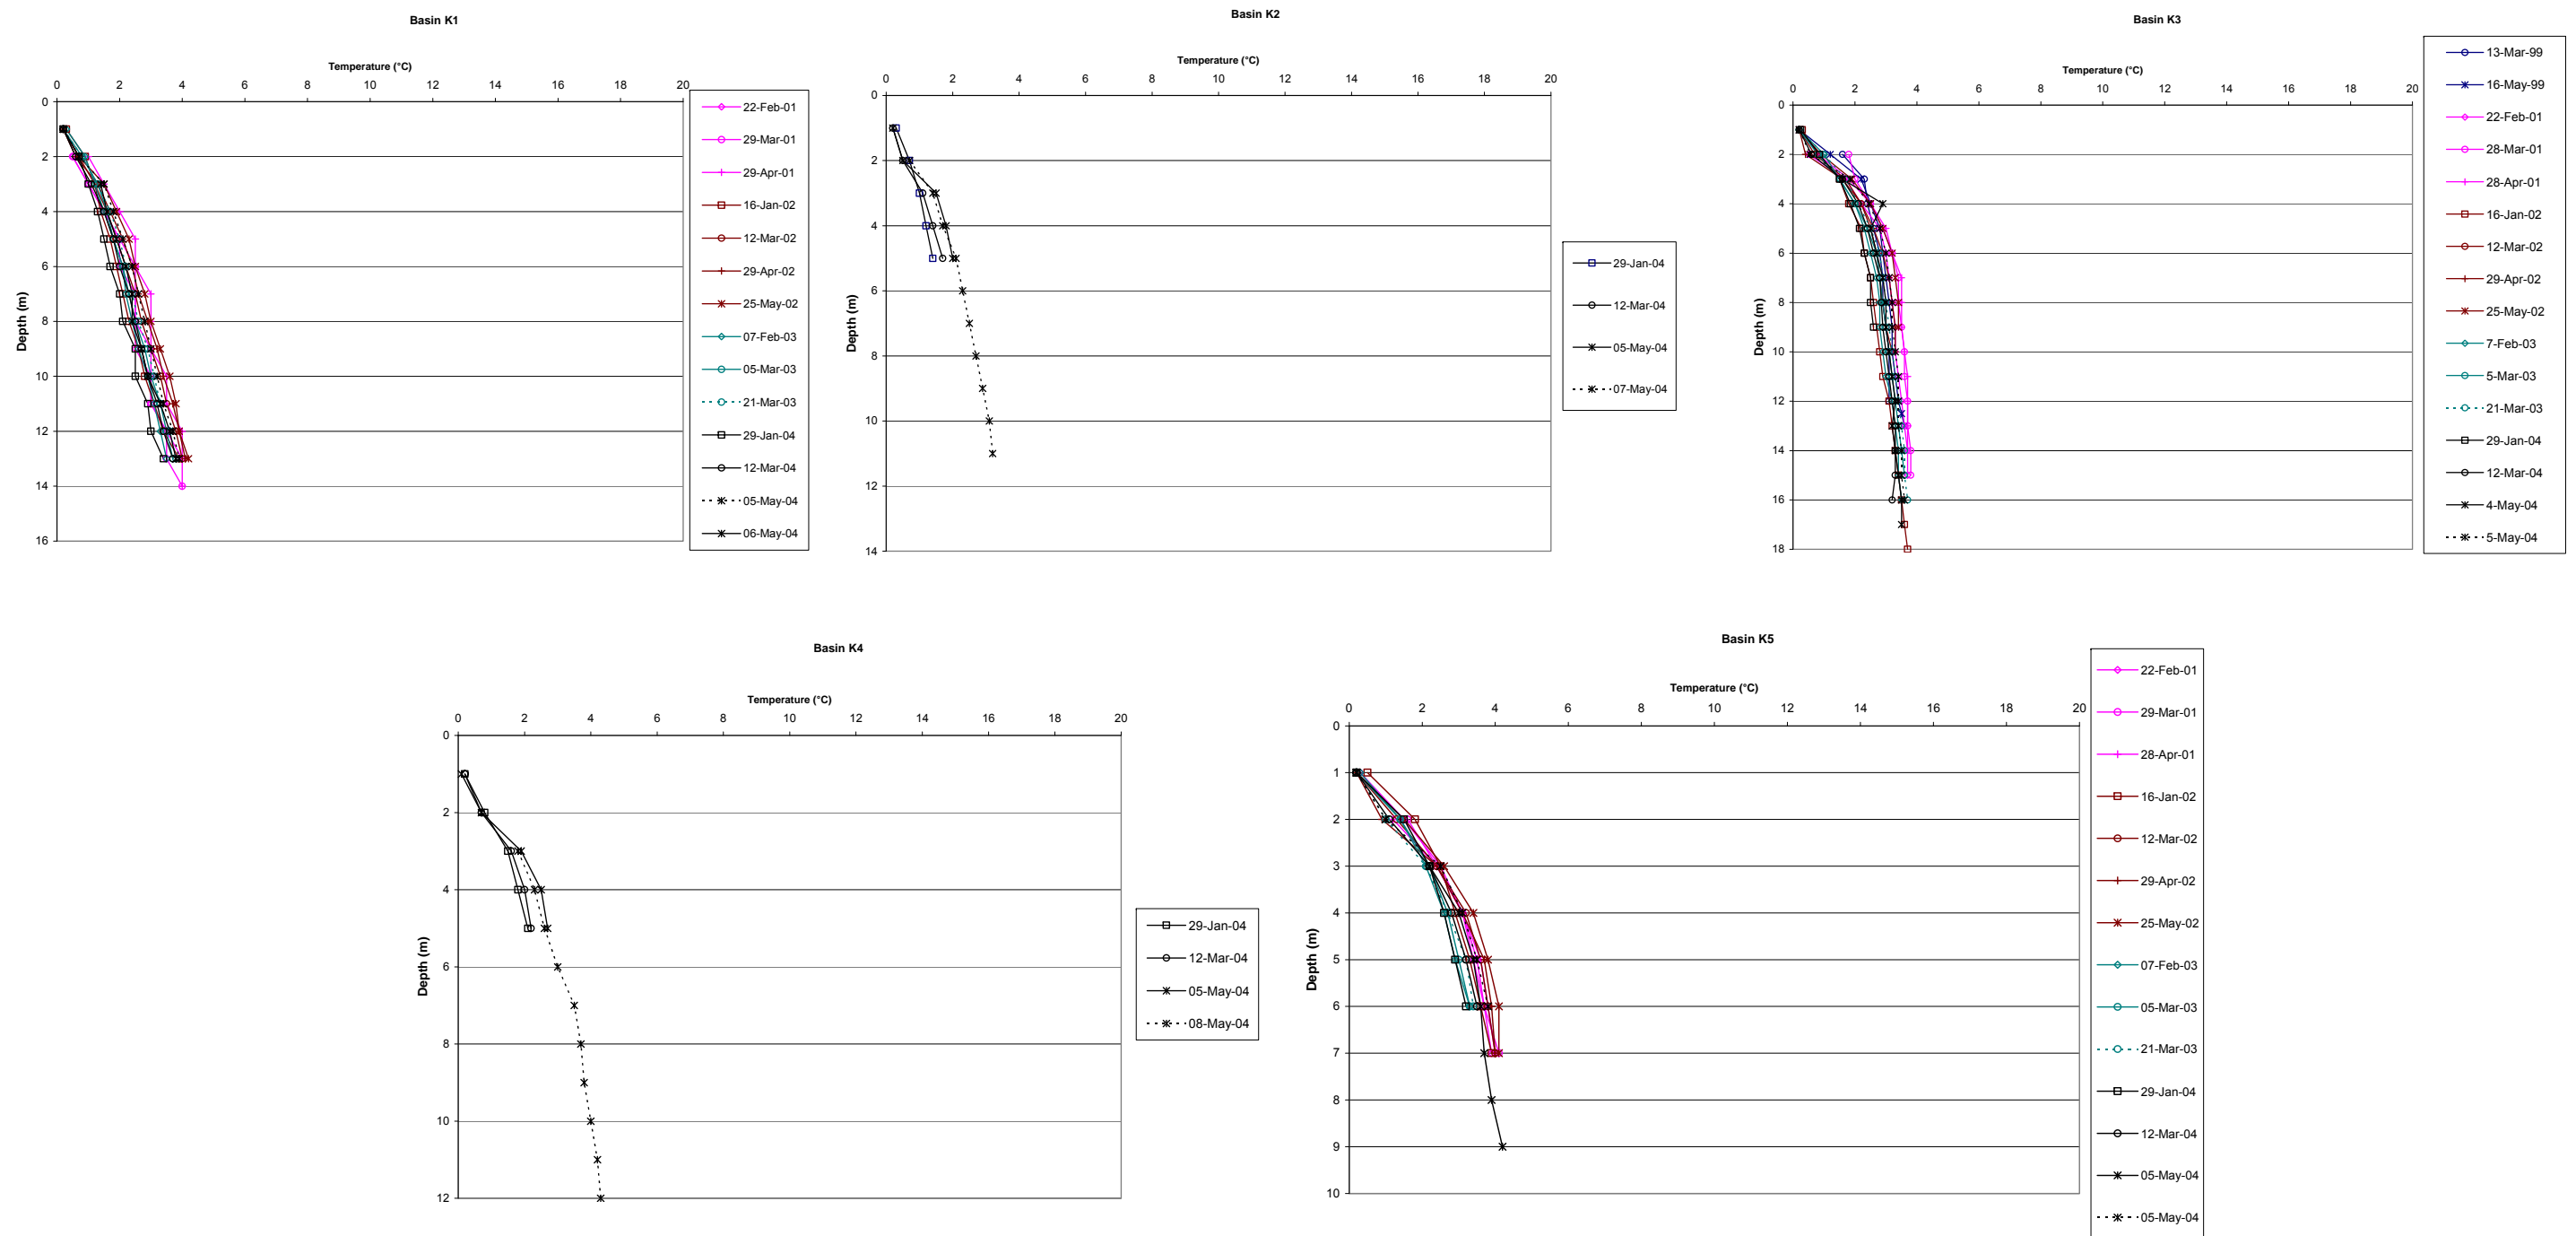 Basin K1
Temperature (°C)
0 2 4 6 8 10 12 14 16 18 20
0
2
4
6
8
10
12
14
16
Depth (m)
22-Feb-01
29-Mar-01
29-Apr-01
16-Jan-02
12-Mar-02
29-Apr-02
25-May-02
07-Feb-03
05-Mar-03
21-Mar-03
29-Jan-04
12-Mar-04
05-May-04
06-May-04
Basin K2
Temperature (°C)
0 2 4 6 8 10 12 14 16 18 20
0
2
4
6
8
10
12
14
Depth (m)
29-Jan-04
12-Mar-04
05-May-04
07-May-04
Basin K3
Temperature (°C)
0 2 4 6 8 10 12 14 16 18 20
0
2
4
6
8
10
12
14
16
18
Depth (m)
13-Mar-99
16-May-99
22-Feb-01
28-Mar-01
28-Apr-01
16-Jan-02
12-Mar-02
29-Apr-02
25-May-02
7-Feb-03
5-Mar-03
21-Mar-03
29-Jan-04
12-Mar-04
4-May-04
5-May-04
Basin K4
Temperature (°C)
0 2 4 6 8 10 12 14 16 18 20
0
2
4
6
8
10
12
Depth (m)
29-Jan-04
12-Mar-04
05-May-04
08-May-04
Basin K5
Temperature (°C)
0 2 4 6 8 10 12 14 16 18 20
0
1
2
3
4
5
6
7
8
9
10
Depth (m)
22-Feb-01
29-Mar-01
28-Apr-01
16-Jan-02
12-Mar-02
29-Apr-02
25-May-02
07-Feb-03
05-Mar-03
21-Mar-03
29-Jan-04
12-Mar-04
05-May-04
05-May-04